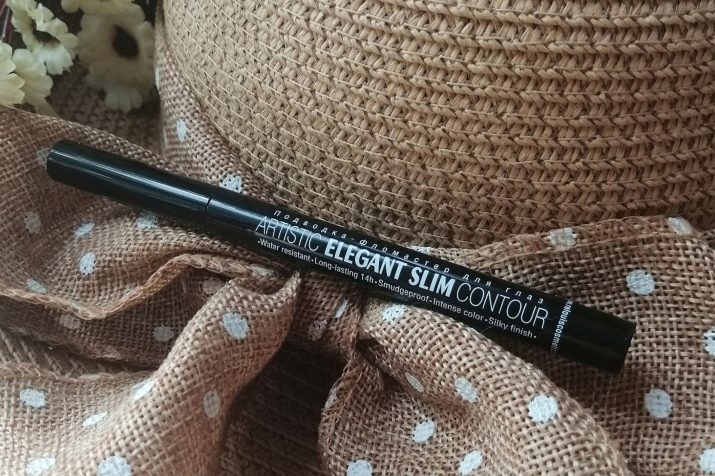 Подводка-фломастер для глаз
ARTISTIC ELEGANT SLIM CONTOUR
•Water resistant•Long-lasting 14h•Smudgeproof•Intense color•Silky finish•